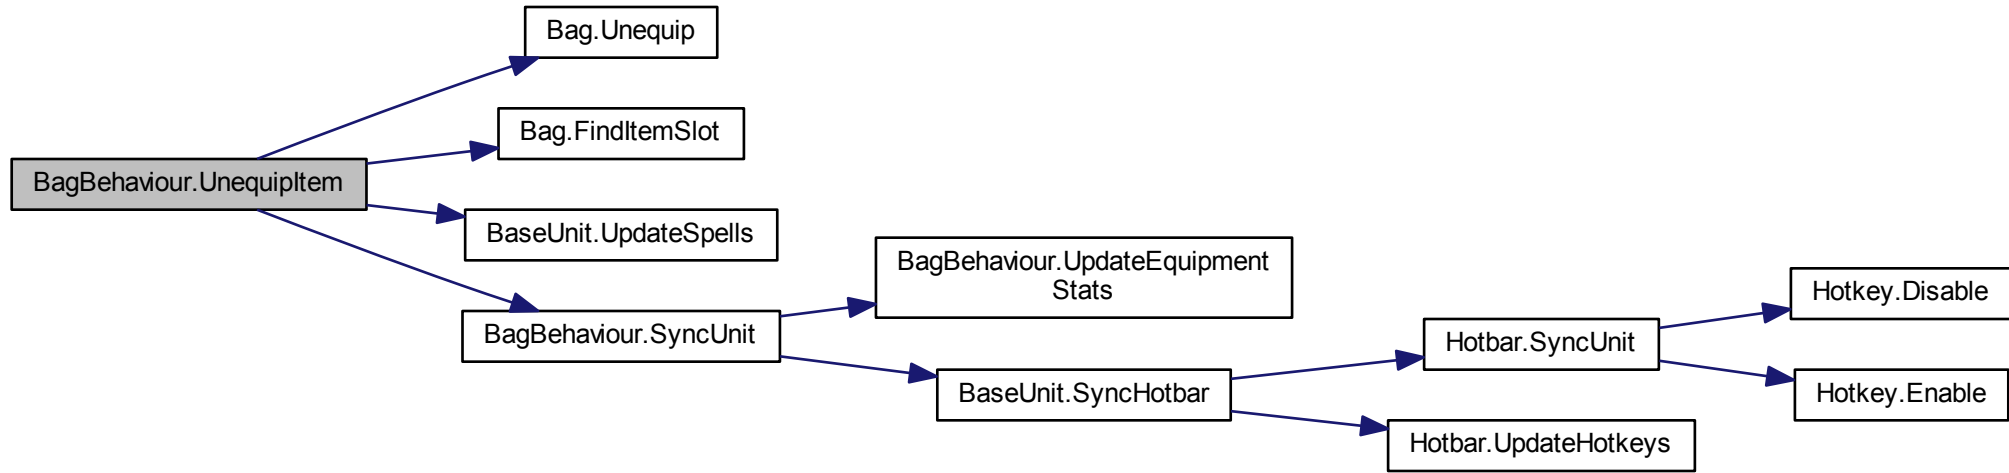 Bag.Unequip
Bag.FindItemSlot
BagBehaviour.UnequipItem
BaseUnit.UpdateSpells
BagBehaviour.UpdateEquipment
Stats
Hotkey.Disable
BagBehaviour.SyncUnit
Hotbar.SyncUnit
BaseUnit.SyncHotbar
Hotkey.Enable
Hotbar.UpdateHotkeys